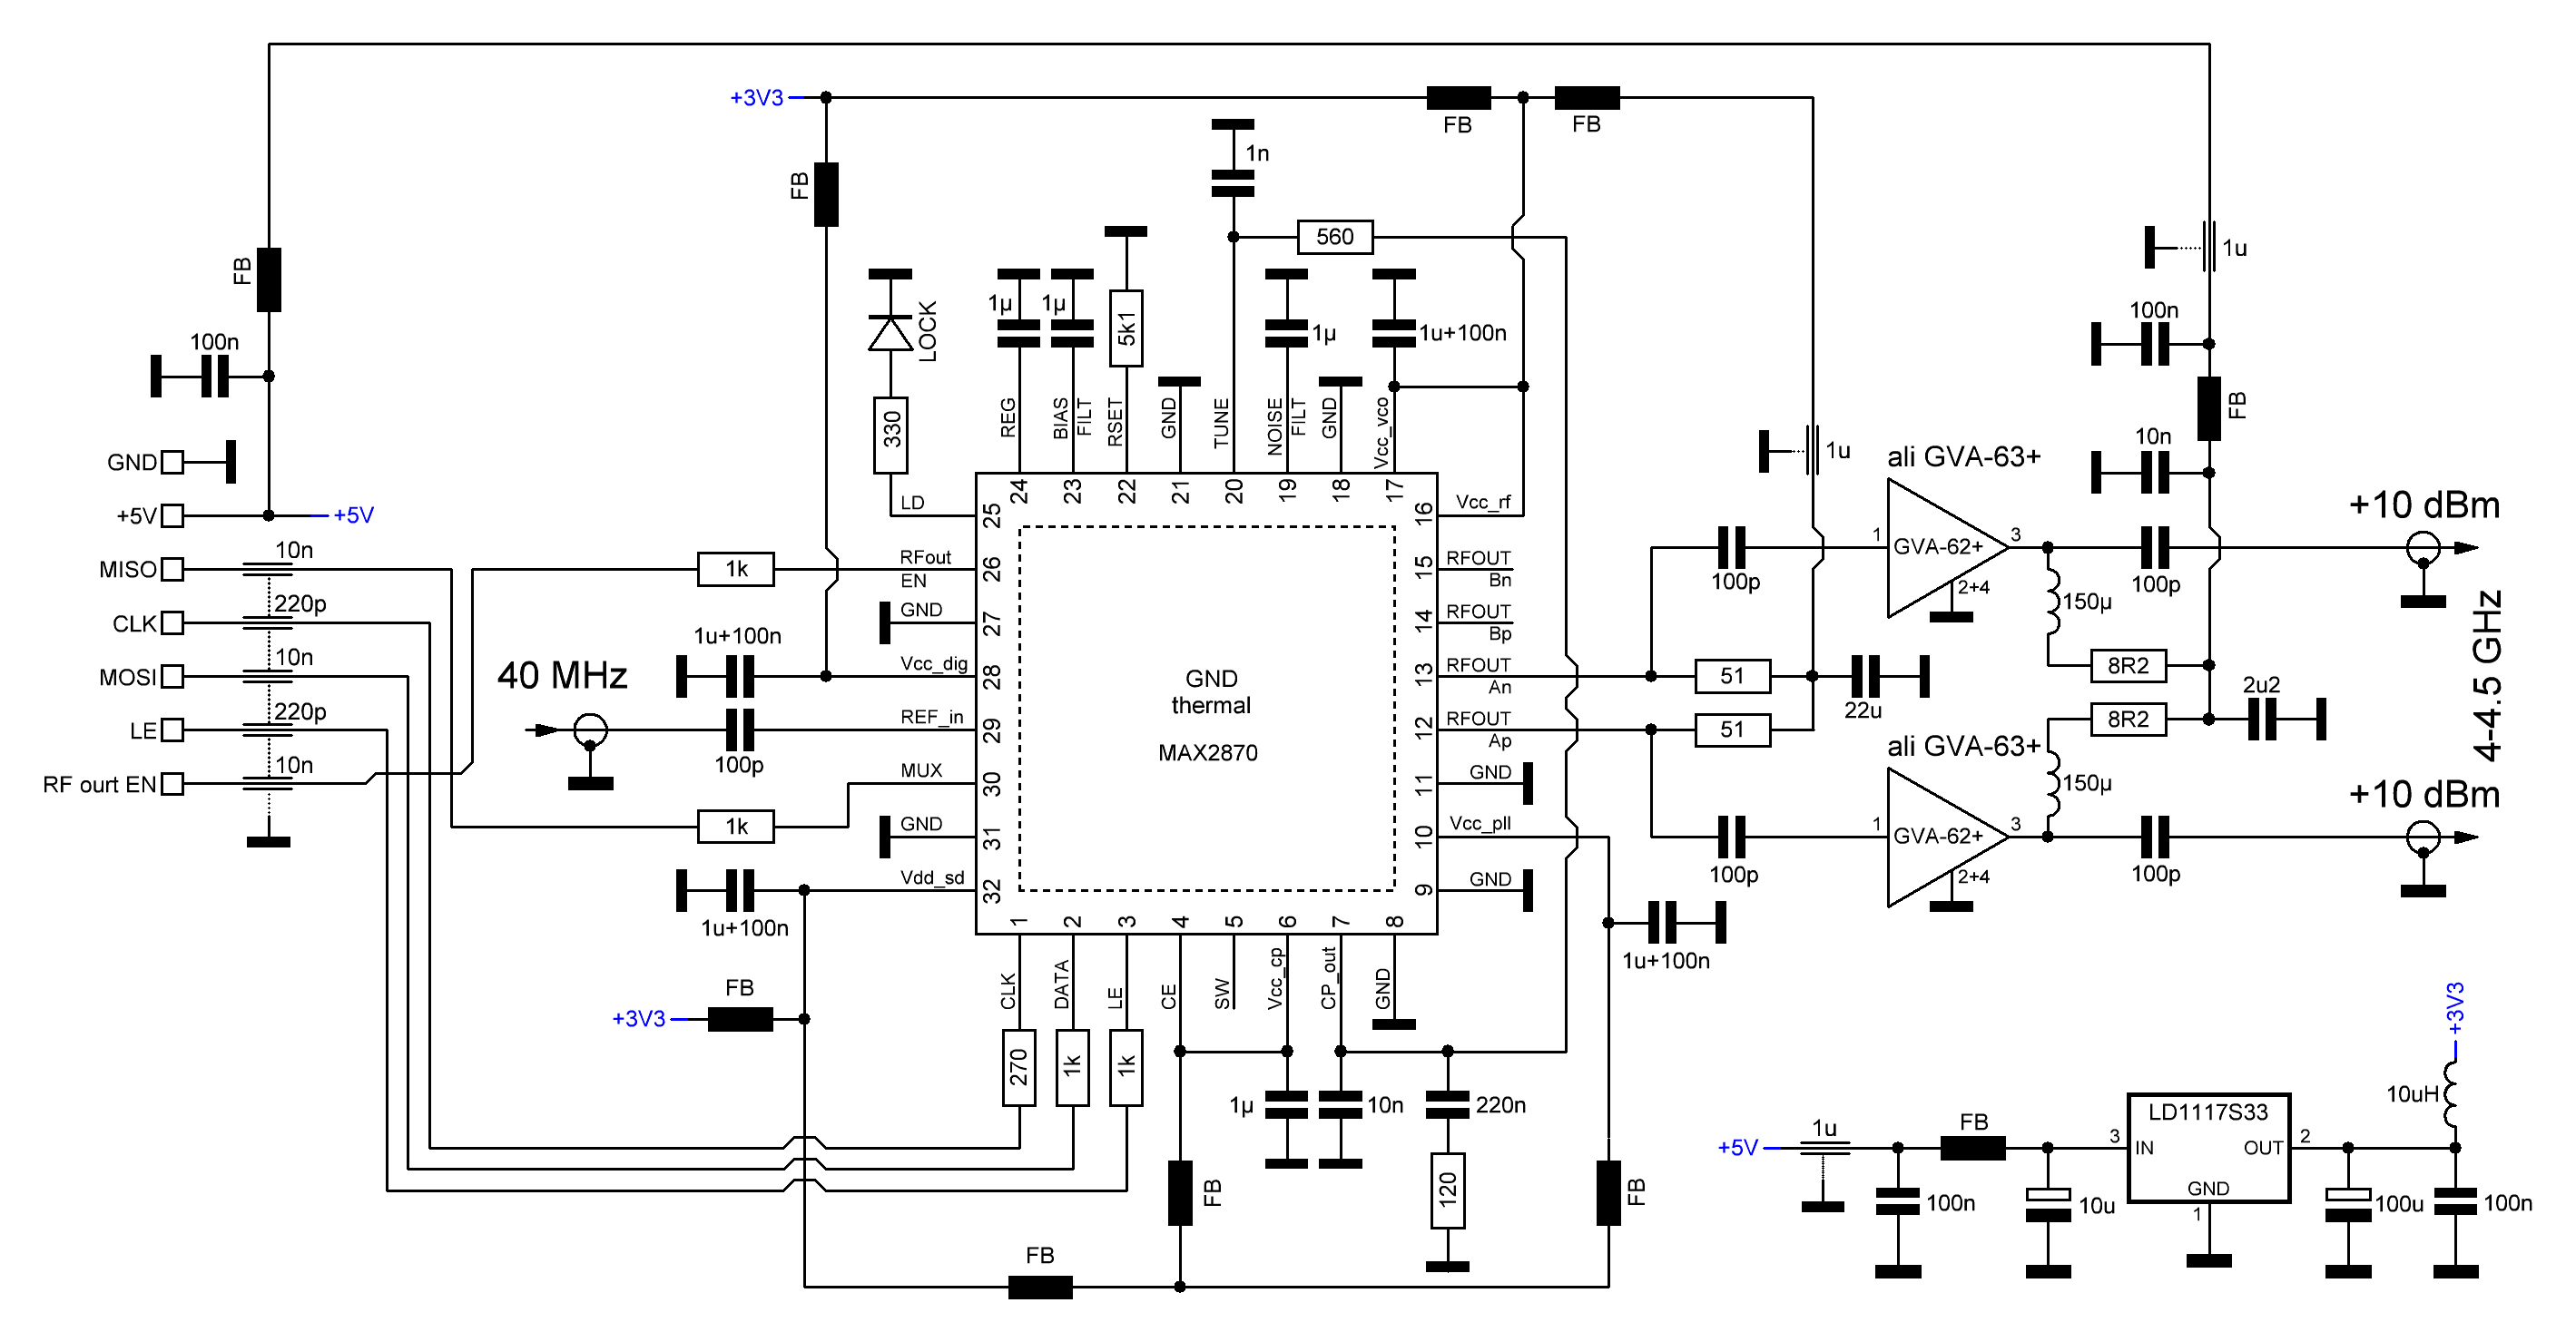 +3V3
FB
FB
1n
FB
560
1u
FB
1µ
1µ
5k1
LOCK
1µ
1u+100n
100n
100n
FB
330
REG
BIAS
FILT
RSET
GND
TUNE
NOISE
FILT
GND
Vcc_vco
10n
1u
ali GVA-63+
GND
24
23
22
21
20
19
18
17
+5V
+5V
LD
25
16
Vcc_rf
+10 dBm
10n
MISO
1k
RFout
EN
26
15
RFOUT
Bn
100p
1
GVA-62+
3
2+4
100p
220p
CLK
GND
27
14
RFOUT
Bp
150µ
10n
MOSI
1u+100n
40 MHz
Vcc_dig
28
GND
thermal
MAX2870
13
RFOUT
An
51
22u
8R2
2u2
4-4.5 GHz
220p
LE
100p
REF_in
29
12
RFOUT
Ap
51
8R2
ali GVA-63+
10n
RF ourt EN
MUX
30
11
GND
150µ
+10 dBm
1k
GND
31
10
Vcc_pll
100p
1
GVA-62+
3
2+4
100p
1u+100n
Vdd_sd
32
9
GND
1
2
3
4
5
6
7
8
1u+100n
CLK
DATA
LE
CE
SW
Vcc_cp
CP_out
GND
FB
+3V3
270
1k
1k
1µ
10n
220n
120
FB
FB
FB
+3V3
10uH
+5V
1u
FB
LD1117S33
3
IN
OUT
2
GND
1
100n
10u
100u
100n